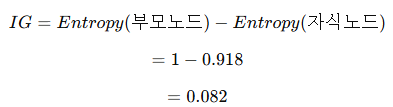 IG = Entropy(부모노드) − Entropy(자식노드)
= 1 − 0.918
= 0.082